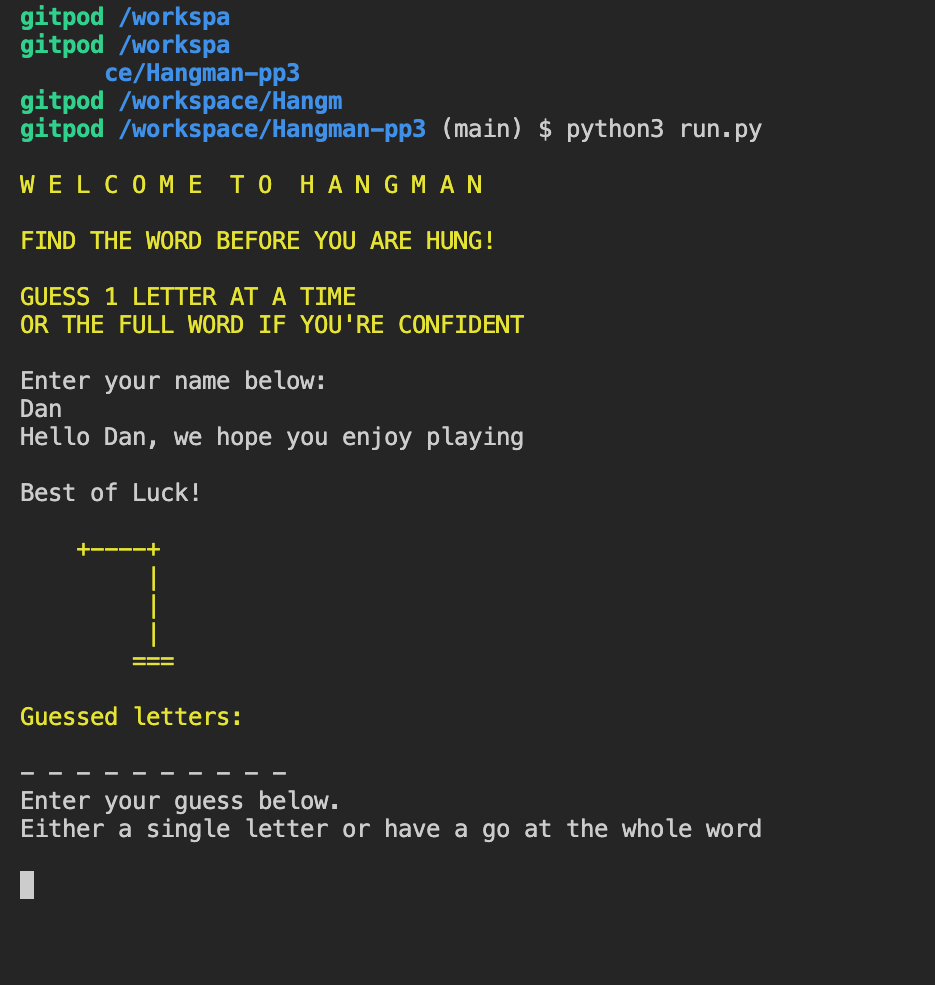 gitpod /workspa
gitpod /workspa
ce/Hangman-pp3
gitpod /workspace/Hangm
gitpod /workspace/Hangman-pp3 (main) $ python3 run.py
W E L C O M E  T O  H A N G M A N
FIND THE WORD BEFORE YOU ARE HUNG!
GUESS 1 LETTER AT A TIME
OR THE FULL WORD IF YOU'RE CONFIDENT
Enter your name below:
Dan
Hello Dan, we hope you enjoy playing
Best of Luck!
+----+
|
|
|
===
Guessed letters:
_ _ _ _ _ _ _ _ _ _
Enter your guess below.
Either a single letter or have a go at the whole word